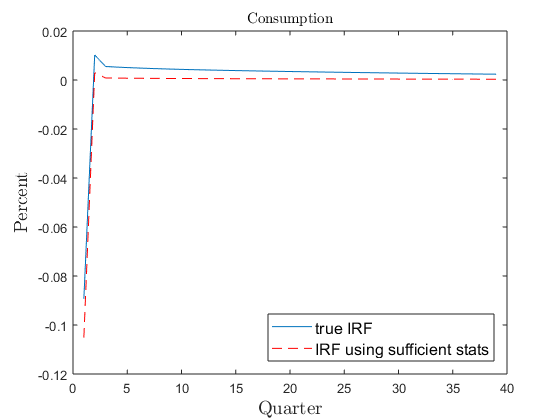 Consumption
0.02
0
-0.02
-0.04
-0.06
-0.08
-0.1
-0.12
Percent
true IRF
IRF using sufficient stats
0 5 10 15 20 25 30 35 40
Quarter